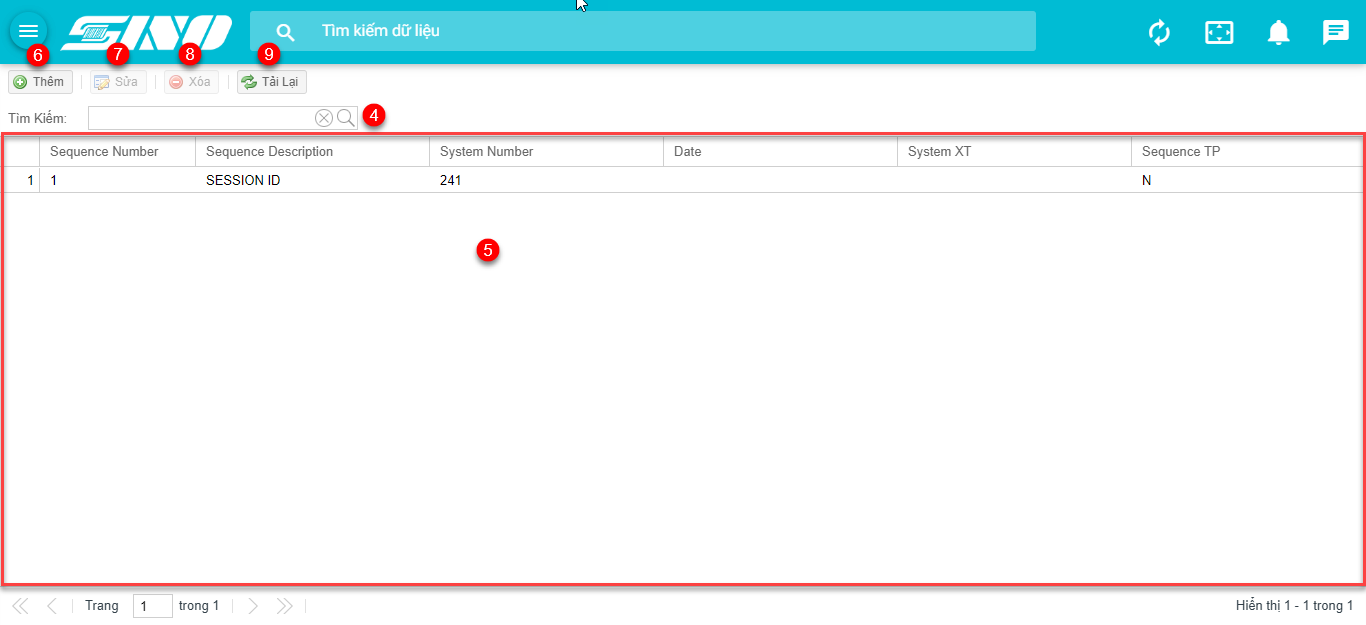 SINO
Tìm kiếm dữ liệu
6 7 8 9
Thêm Sửa Xóa Tải Lại
Tìm Kiếm: 4
Sequence Number Sequence Description System Number Date System XT Sequence TP
1 1 SESSION ID 241 N
5
Trang 1 trong 1 Hiển thị 1 - 1 trong 1